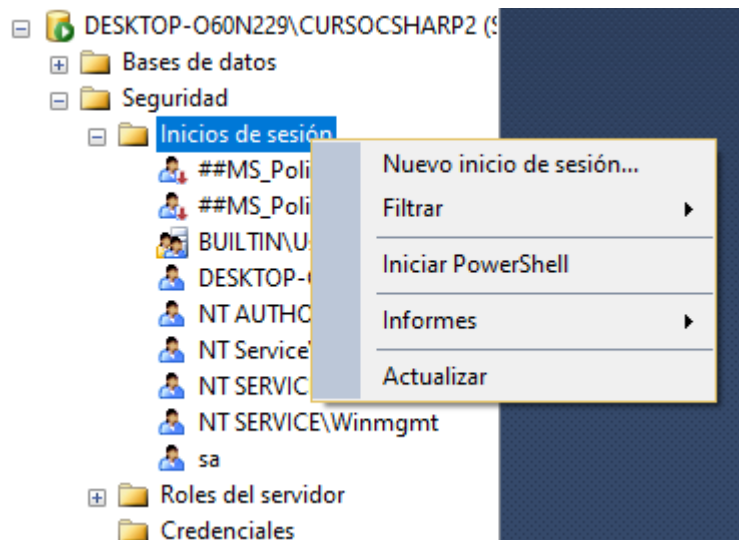 DESKTOP-O60N229\CURSOCSHARP2 (
Bases de datos
Seguridad
Inicios de sesión
##MS_Poli
##MS_Poli
BUILTIN\U
DESKTOP-
NT AUTHO
NT Service
NT SERVIC
NT SERVICE\Winmgmt
sa
Roles del servidor
Credenciales
Nuevo inicio de sesión...
Filtrar
Iniciar PowerShell
Informes
Actualizar